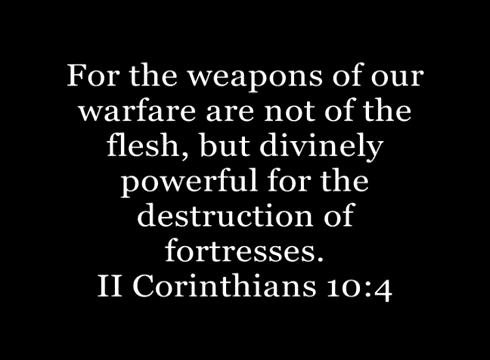 For the weapons of our
warfare are not of the
flesh, but divinely
powerful for the
destruction of
fortresses.
II Corinthians 10:4